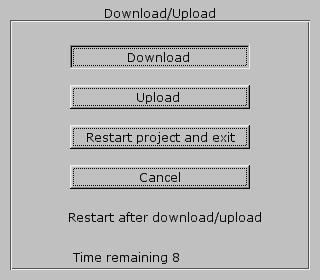 Download/Upload
Download
Upload
Restart project and exit
Cancel
Restart after download/upload
Time remaining 8